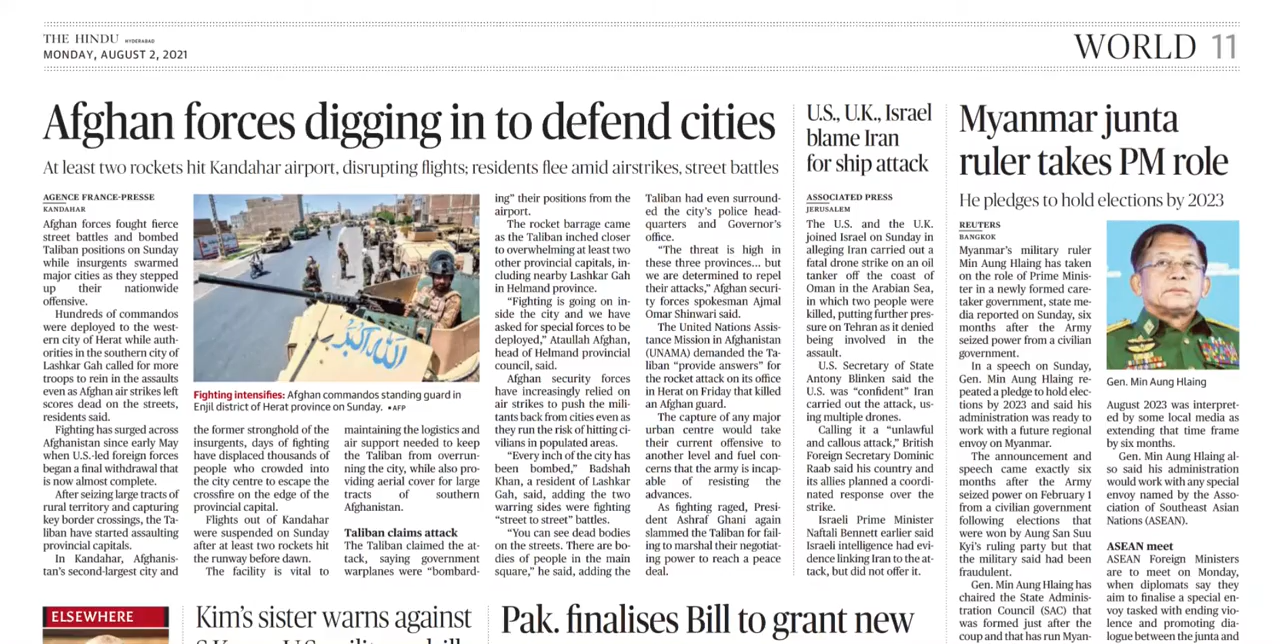 THE HINDU HYDERABAD
MONDAY, AUGUST 2, 2021
WORLD 11
Afghan forces digging in to defend cities
At least two rockets hit Kandahar airport, disrupting flights; residents flee amid airstrikes, street battles
AGENCE FRANCE-PRESSE
KANDAHAR
Afghan forces fought fierce
street battles and bombed
Taliban positions on Sunday
while insurgents swarmed
major cities as they stepped
up their nationwide
offensive.
Hundreds of commandos
were deployed to the west-
ern city of Herat while auth-
orities in the southern city of
Lashkar Gah called for more
troops to rein in the assaults
even as Afghan air strikes left
scores dead on the streets,
residents said.
Fighting has surged across
Afghanistan since early May
when U.S.-led foreign forces
began a final withdrawal that
is now almost complete.
After seizing large tracts of
rural territory and capturing
key border crossings, the Ta-
liban have started assaulting
provincial capitals.
In Kandahar, Afghanis-
tan's second-largest city and
الله اكبر
Fighting intensifies: Afghan commandos standing guard in
Enjil district of Herat province on Sunday. • AFP
the former stronghold of the
insurgents, days of fighting
have displaced thousands of
people who crowded into
the city centre to escape the
crossfire on the edge of the
provincial capital.
Flights out of Kandahar
were suspended on Sunday
after at least two rockets hit
the runway before dawn.
The facility is vital to
maintaining the logistics and
air support needed to keep
the Taliban from overrun-
ning the city, while also pro-
viding aerial cover for large
tracts of southern
Afghanistan.
Taliban claims attack
The Taliban claimed the at-
tack, saying government
warplanes were “bombard-
ing” their positions from the
airport.
The rocket barrage came
as the Taliban inched closer
to overwhelming at least two
other provincial capitals, in-
cluding nearby Lashkar Gah
in Helmand province.
“Fighting is going on in-
side the city and we have
asked for special forces to be
deployed,” Ataullah Afghan,
head of Helmand provincial
council, said.
Afghan security forces
have increasingly relied on
air strikes to push the mili-
tants back from cities even as
they run the risk of hitting ci-
vilians in populated areas.
“Every inch of the city has
been bombed,” Badshah
Khan, a resident of Lashkar
Gah, said, adding the two
warring sides were fighting
“street to street” battles.
“You can see dead bodies
on the streets. There are bo-
dies of people in the main
square,” he said, adding the
Taliban had even surround-
ed the city's police head-
quarters and Governor's
office.
“The threat is high in
these three provinces... but
we are determined to repel
their attacks,” Afghan securi-
ty forces spokesman Ajmal
Omar Shinwari said.
The United Nations Assis-
tance Mission in Afghanistan
(UNAMA) demanded the Ta-
liban “provide answers” for
the rocket attack on its office
in Herat on Friday that killed
an Afghan guard.
The capture of any major
urban centre would take
their current offensive to
another level and fuel con-
cerns that the army is incap-
able of resisting the
advances.
As fighting raged, Presi-
dent Ashraf Ghani again
slammed the Taliban for fail-
ing to marshal their negotiat-
ing power to reach a peace
deal.
U.S., U.K., Israel
blame Iran
for ship attack
ASSOCIATED PRESS
JERUSALEM
The U.S. and the U.K.
joined Israel on Sunday in
alleging Iran carried out a
fatal drone strike on an oil
tanker off the coast of
Oman in the Arabian Sea,
in which two people were
killed, putting further pres-
sure on Tehran as it denied
being involved in the
assault.
U.S. Secretary of State
Antony Blinken said the
U.S. was “confident” Iran
carried out the attack, us-
ing multiple drones.
Calling it a “unlawful
and callous attack,” British
Foreign Secretary Dominic
Raab said his country and
its allies planned a coordi-
nated response over the
strike.
Israeli Prime Minister
Naftali Bennett earlier said
Israeli intelligence had evi-
dence linking Iran to the at-
tack, but did not offer it.
Myanmar junta
ruler takes PM role
He pledges to hold elections by 2023
REUTERS
BANGKOK
Myanmar's military ruler
Min Aung Hlaing has taken
on the role of Prime Minis-
ter in a newly formed care-
taker government, state me-
dia reported on Sunday, six
months after the Army
seized power from a civilian
government.
In a speech on Sunday,
Gen. Min Aung Hlaing re-
peated a pledge to hold elec-
tions by 2023 and said his
administration was ready to
work with a future regional
envoy on Myanmar.
The announcement and
speech came exactly six
months after the Army
seized power on February 1
from a civilian government
following elections that
were won by Aung San Suu
Kyi's ruling party but that
the military said had been
fraudulent.
Gen. Min Aung Hlaing has
chaired the State Adminis-
tration Council (SAC) that
was formed just after the
coup and that has run Myan-
Gen. Min Aung Hlaing
August 2023 was interpret-
ed by some local media as
extending that time frame
by six months.
Gen. Min Aung Hlaing al-
so said his administration
would work with any special
envoy named by the Asso-
ciation of Southeast Asian
Nations (ASEAN).
ASEAN meet
ASEAN Foreign Ministers
are to meet on Monday,
when diplomats say they
aim to finalise a special en-
voy tasked with ending vio-
lence and promoting dia-
logue between the junta and
ELSEWHERE
Kim's sister warns against
Pak. finalises Bill to grant new